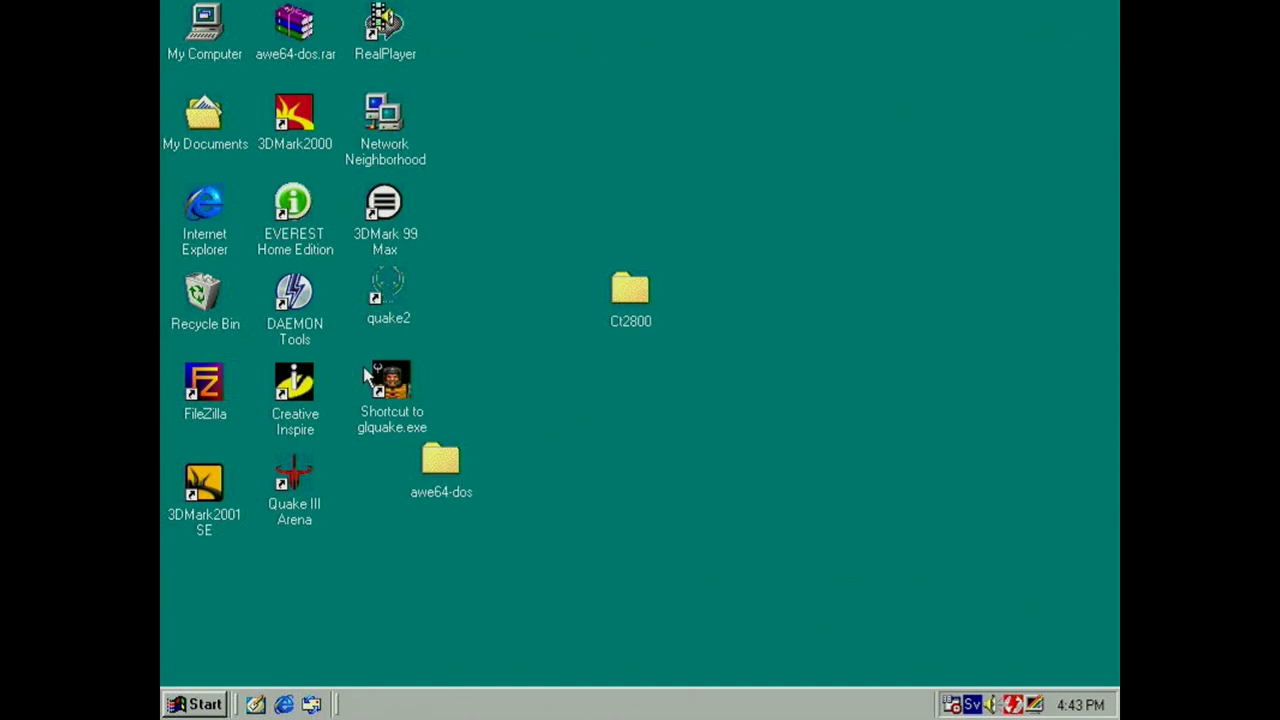 My Computer
awe64-dos.rar
RealPlayer
My Documents
3DMark2000
Network
Neighborhood
Internet
Explorer
EVEREST
Home Edition
3DMark 99
Max
Recycle Bin
DAEMON
Tools
quake2
Ct2800
FileZilla
Creative
Inspire
Shortcut to
glquake.exe
3DMark2001
SE
Quake III
Arena
awe64-dos
Start
Sv
4:43 PM